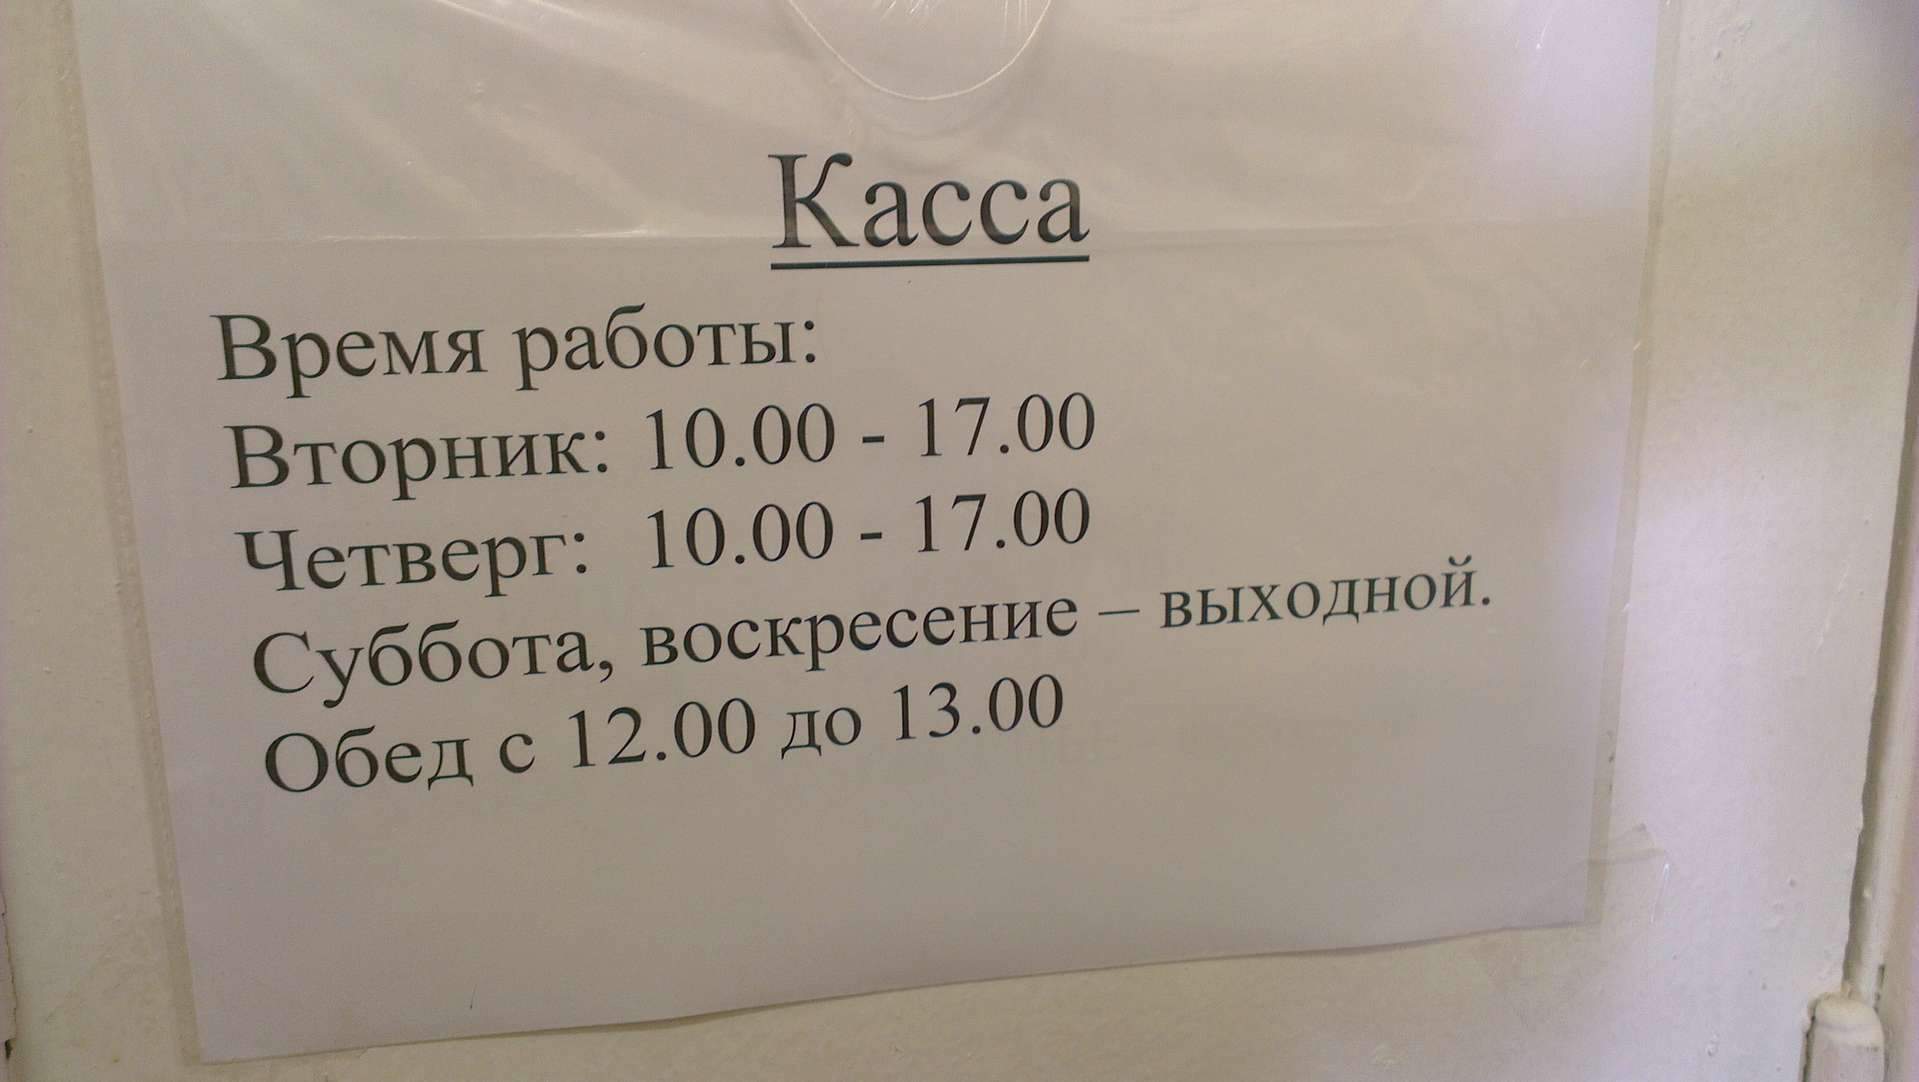 Касса
Время работы:
Вторник: 10.00 - 17.00
Четверг: 10.00 - 17.00
Суббота, воскресение – выходной.
Обед с 12.00 до 13.00